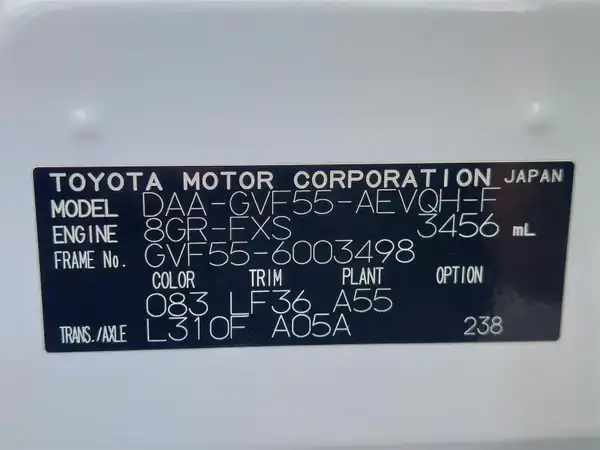 TOYOTA MOTOR CORPORATION JAPAN
MODEL DAA-GVF55-AEVQH-F
ENGINE 8GR-FXS 3456 mL
FRAME No. GVF55-6003498
COLOR TRIM PLANT OPTION
083 LF36 A55
TRANS./AXLE L310F A05A 238